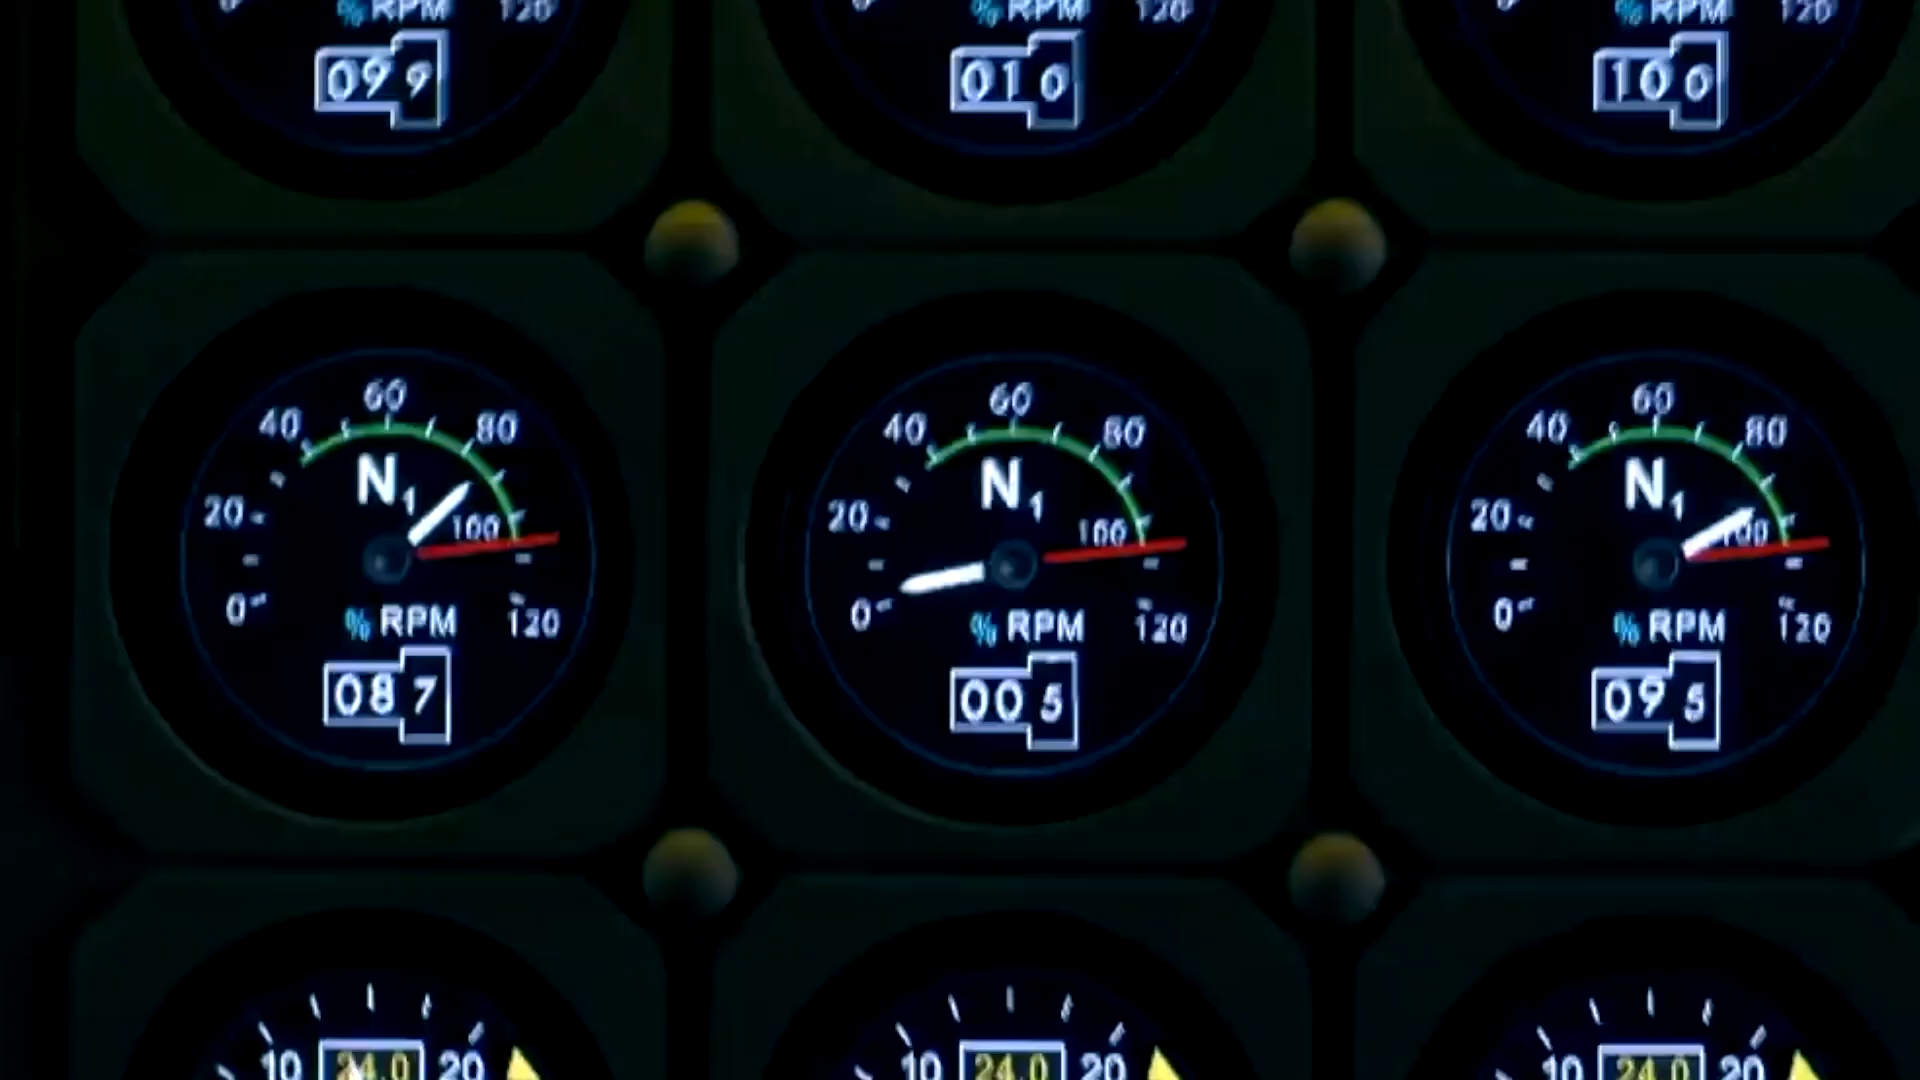 % RPM 120
099
% RPM 120
010
% RPM 120
100
60
40 80
N1
20 100
0 % RPM 120
087
60
40 80
N1
20 100
0 % RPM 120
005
60
40 80
N1
20 100
0 % RPM 120
095
10 24.0 20
10 24.0 20
10 24.0 20